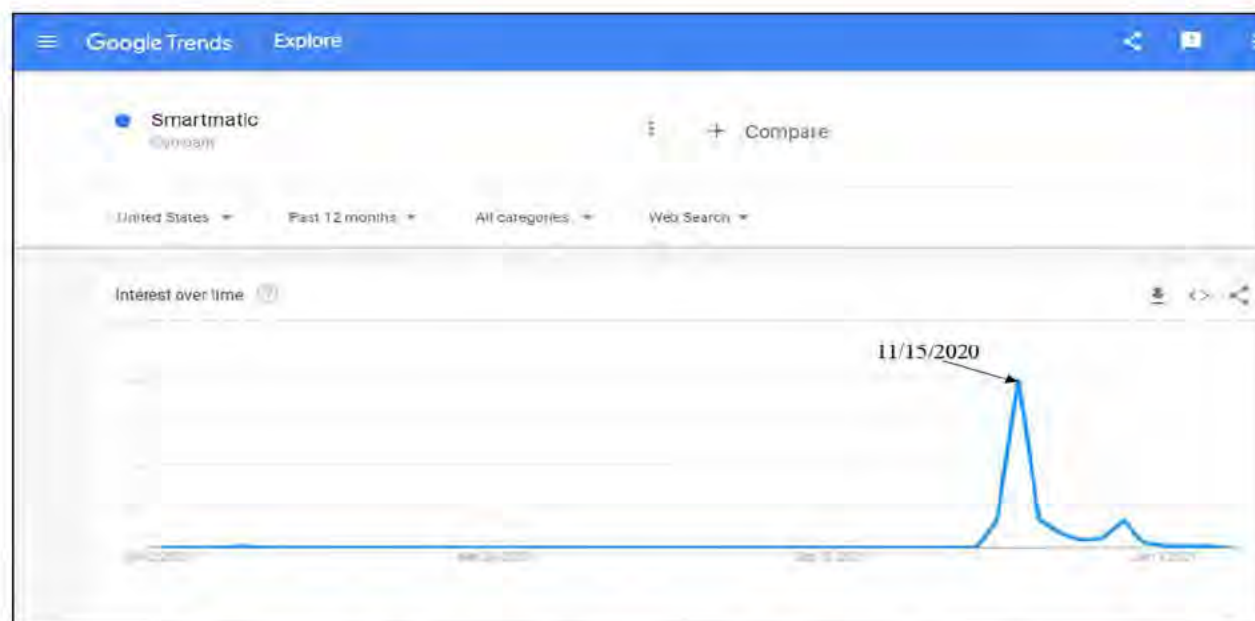 Google Trends Explore
Smartmatic
Company
+ Compare
United States Past 12 months All categories Web Search
Interest over time
11/15/2020